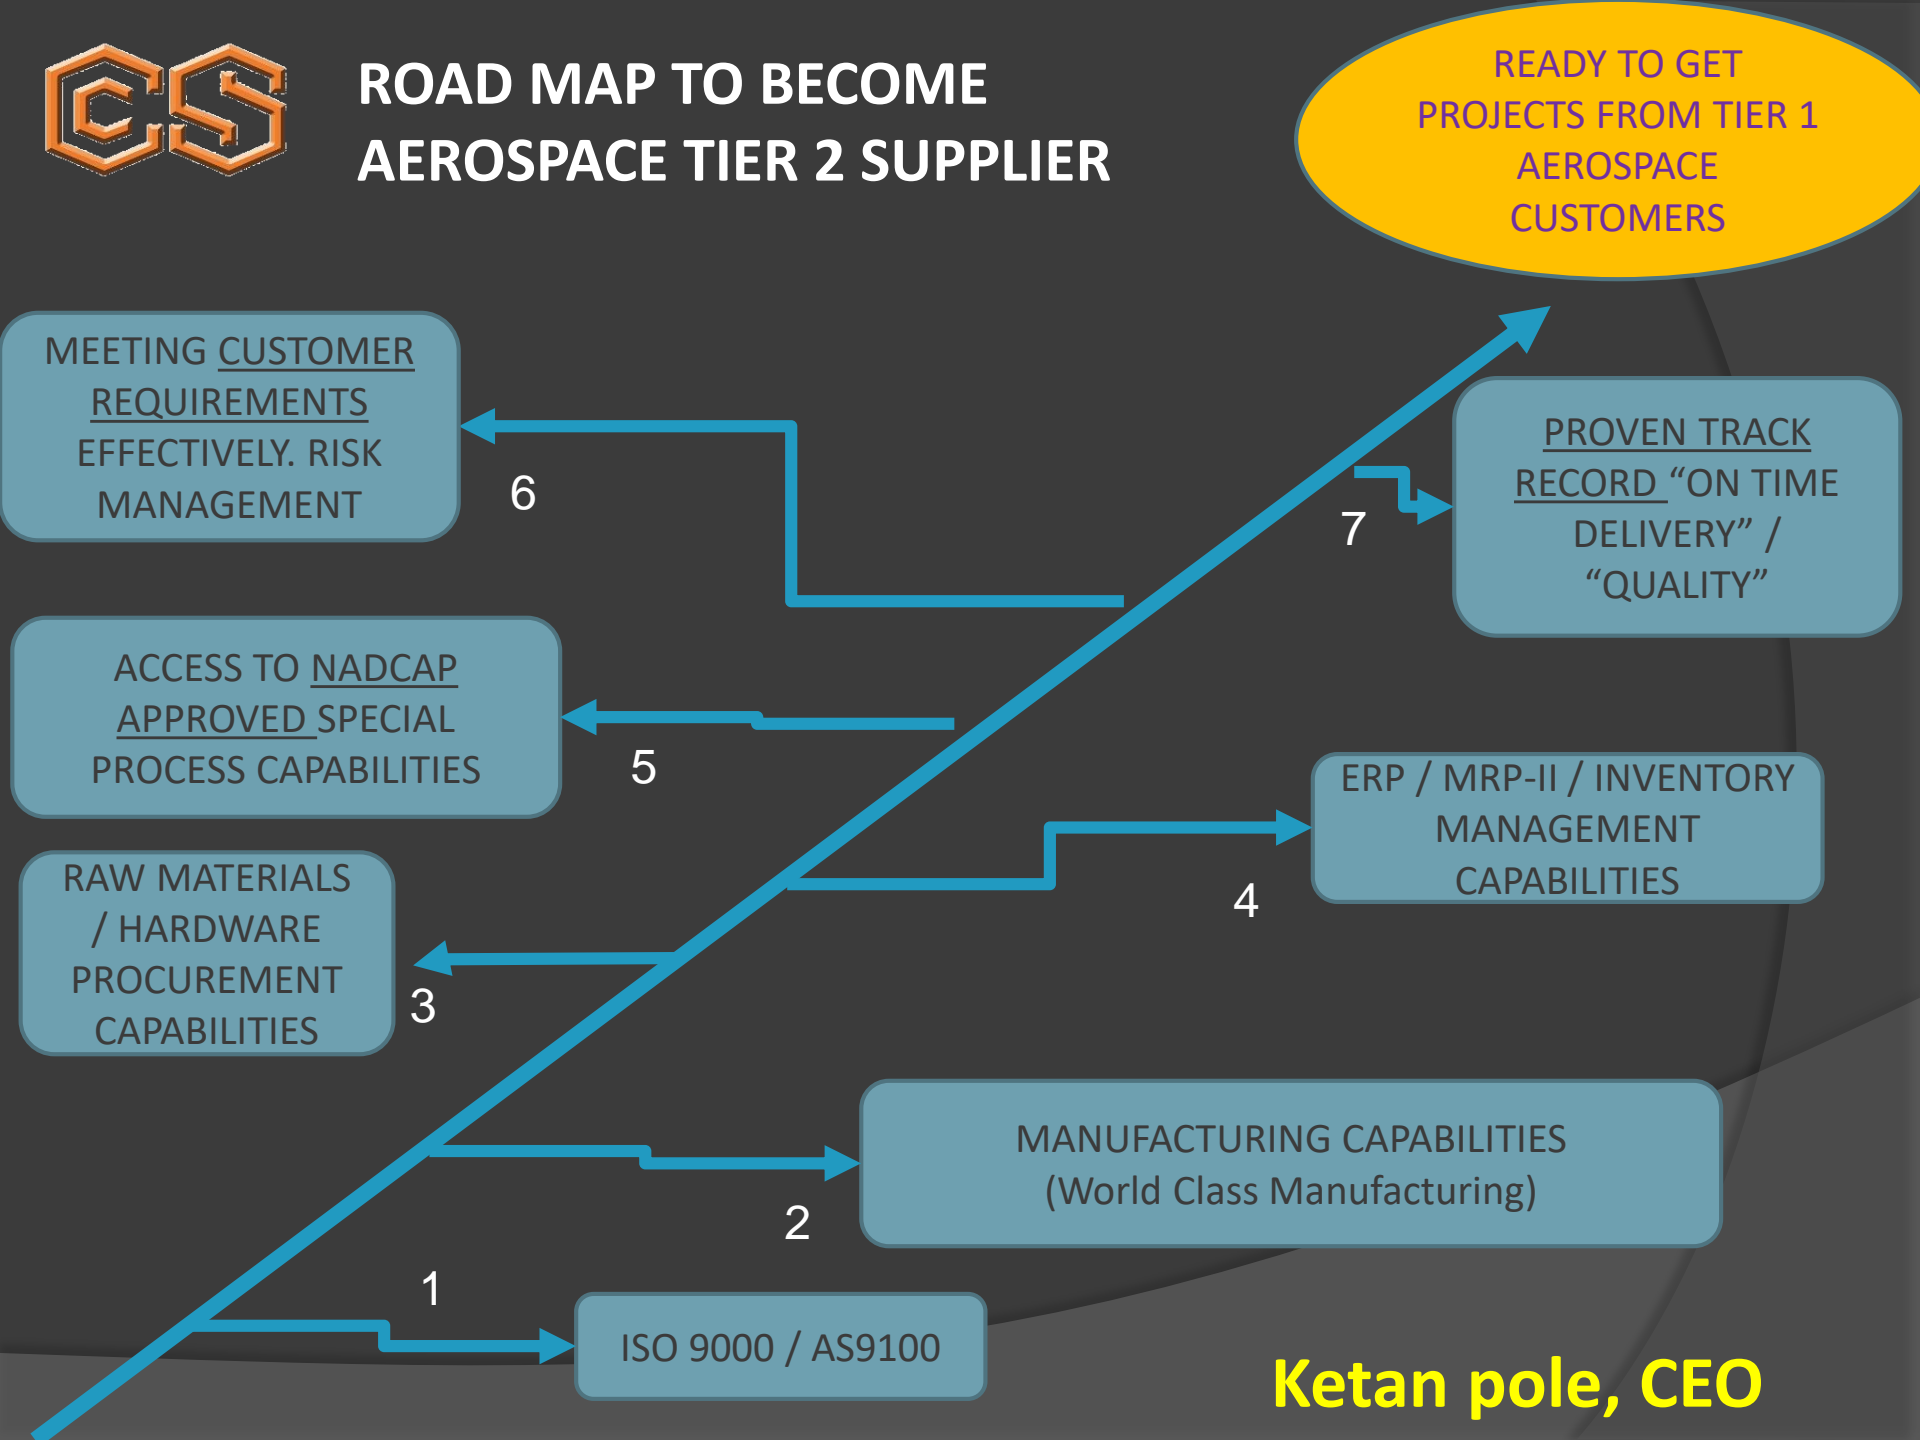 CS
ROAD MAP TO BECOME
AEROSPACE TIER 2 SUPPLIER
READY TO GET
PROJECTS FROM TIER 1
AEROSPACE
CUSTOMERS
MEETING CUSTOMER
REQUIREMENTS
EFFECTIVELY. RISK
MANAGEMENT
6
7
PROVEN TRACK
RECORD “ON TIME
DELIVERY” /
“QUALITY”
ACCESS TO NADCAP
APPROVED SPECIAL
PROCESS CAPABILITIES
5
ERP / MRP-II / INVENTORY
MANAGEMENT
CAPABILITIES
4
RAW MATERIALS
/ HARDWARE
PROCUREMENT
CAPABILITIES
3
MANUFACTURING CAPABILITIES
(World Class Manufacturing)
2
1
ISO 9000 / AS9100
Ketan pole, CEO